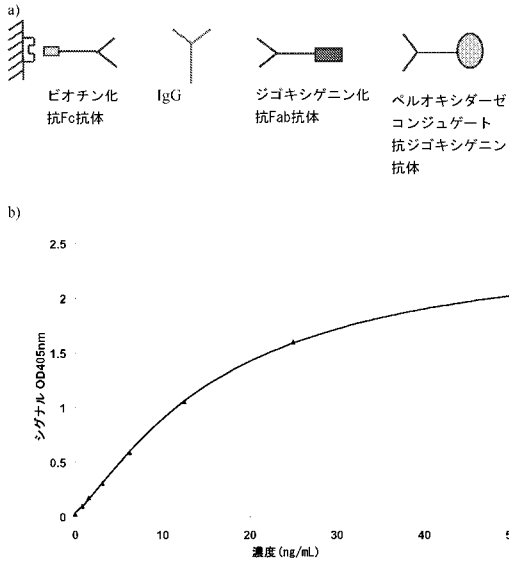 a)
ビオチン化
抗Fc抗体
IgG
ジゴキシゲニン化
抗Fab抗体
ペルオキシダーゼ
コンジュゲート
抗ジゴキシゲニン
抗体
b)
シグナル OD405nm
2.5
2
1.5
1
0.5
0
0
10
20
30
40
5
濃度(ng/mL)